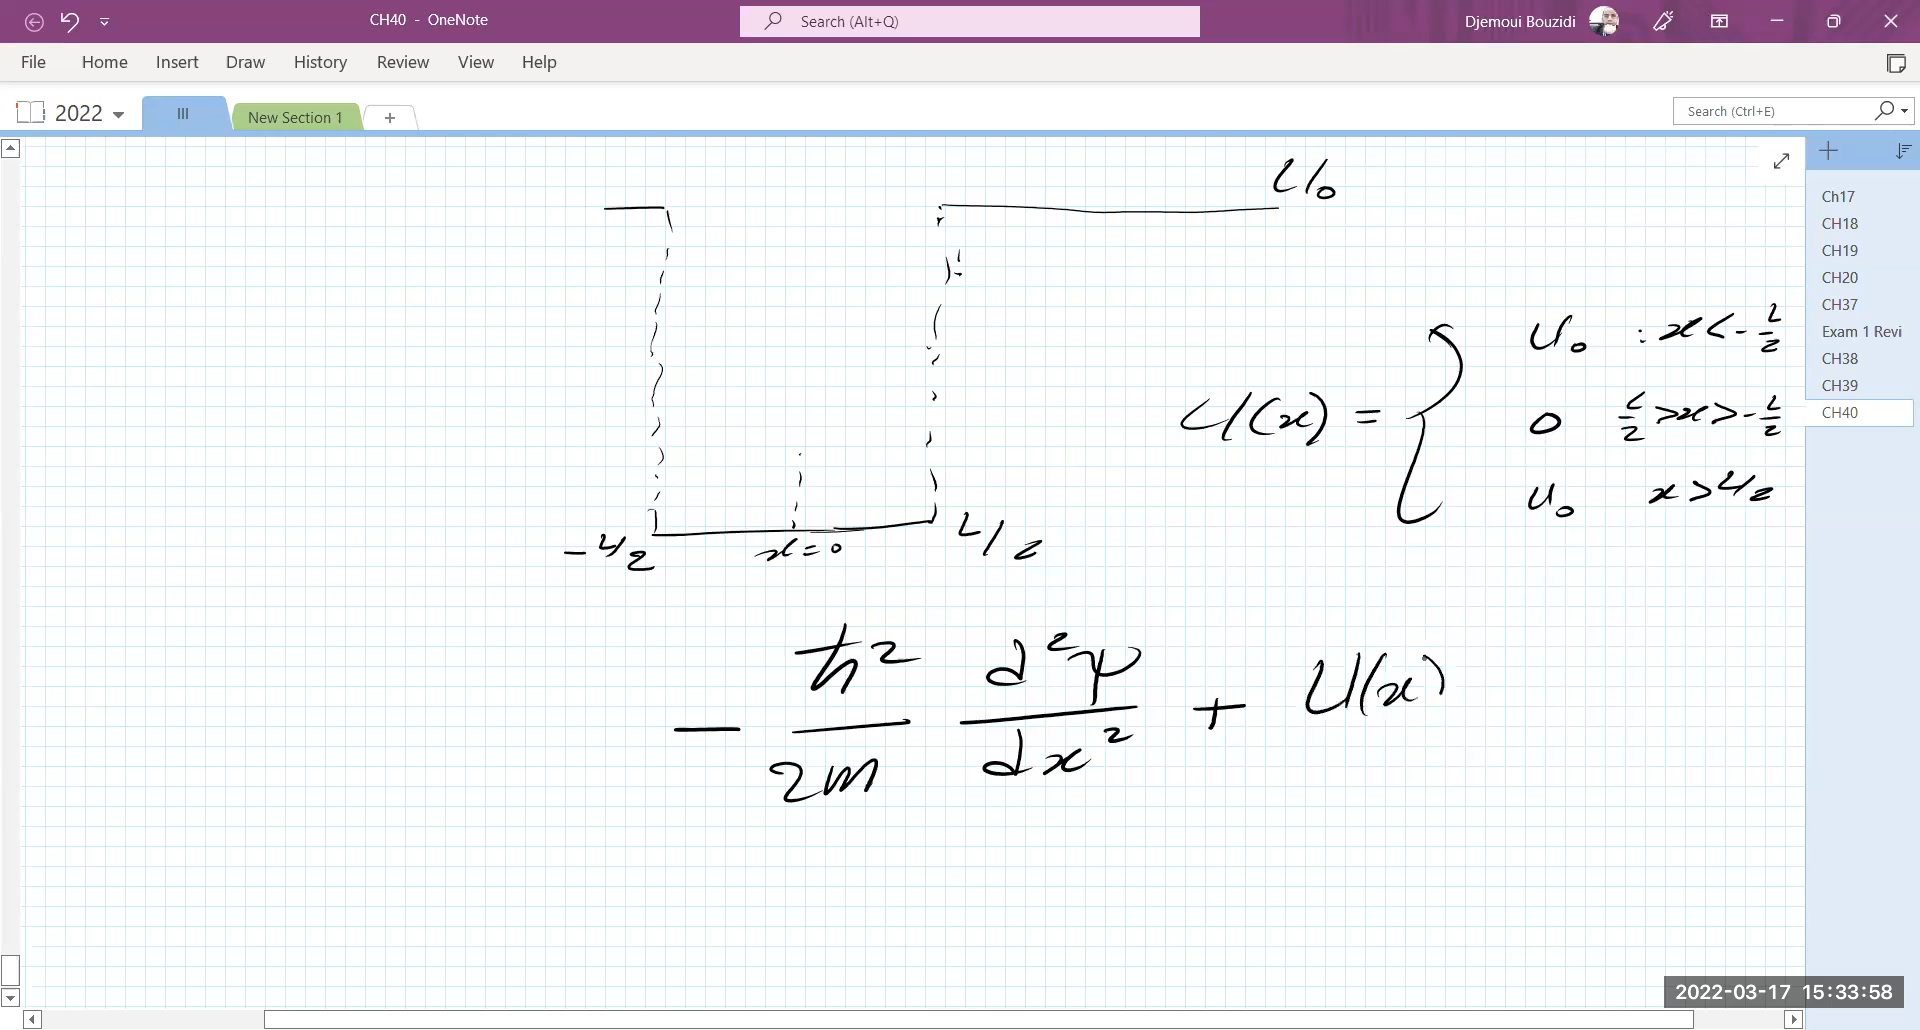 CH40 - OneNote
Search (Alt+Q)
Djemoui Bouzidi
File Home Insert Draw History Review View Help
2022
III
New Section 1
+
Search (Ctrl+E)
U₀
-L/2
x=0
L/2
U(x) = {
U₀ : x < -L/2
0 L/2 > x > -L/2
U₀ x > L/2
- ℏ²/2m d²ψ/dx² + U(x)
Ch17
CH18
CH19
CH20
CH37
Exam 1 Revi
CH38
CH39
CH40
2022-03-17 15:33:58